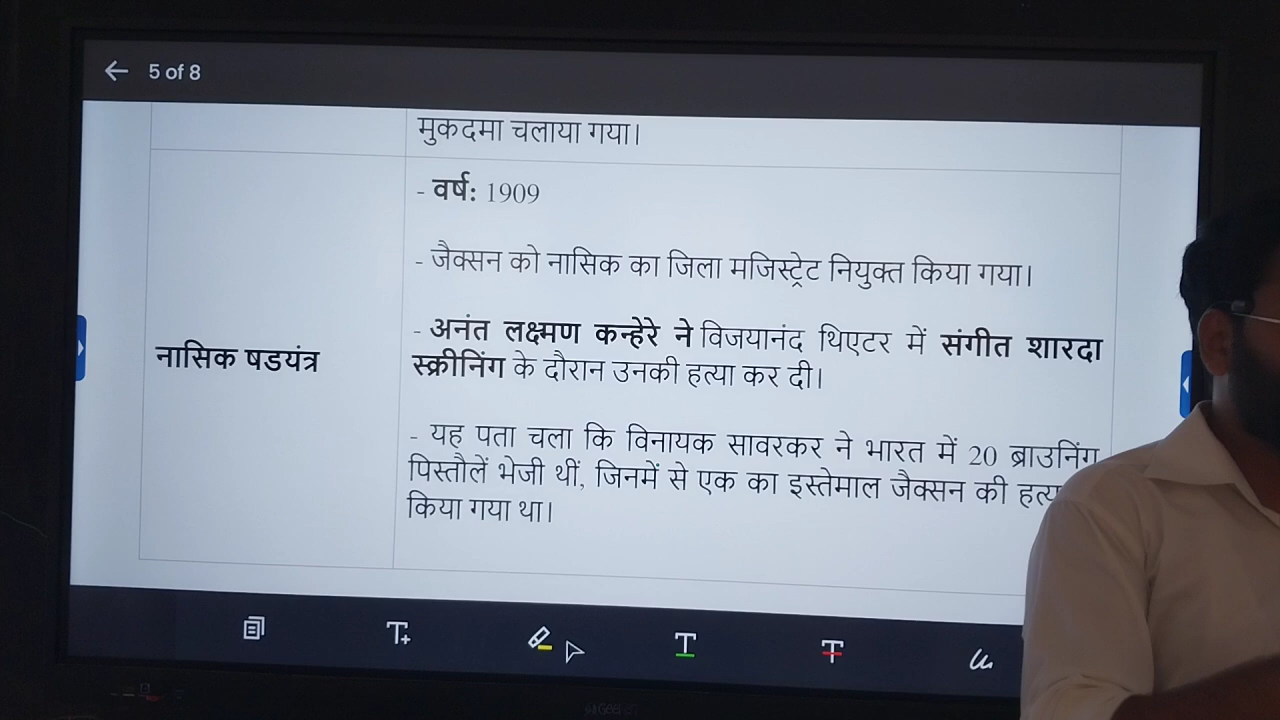 5 of 8
मुकदमा चलाया गया।
- वर्ष: 1909
- जैक्सन को नासिक का जिला मजिस्ट्रेट नियुक्त किया गया।
- अनंत लक्ष्मण कन्हेरे ने विजयानंद थिएटर में संगीत शारदा
स्क्रीनिंग के दौरान उनकी हत्या कर दी।
नासिक षडयंत्र
- यह पता चला कि विनायक सावरकर ने भारत में 20 ब्राउनिंग
पिस्तौलें भेजी थीं, जिनमें से एक का इस्तेमाल जैक्सन की
किया गया था।